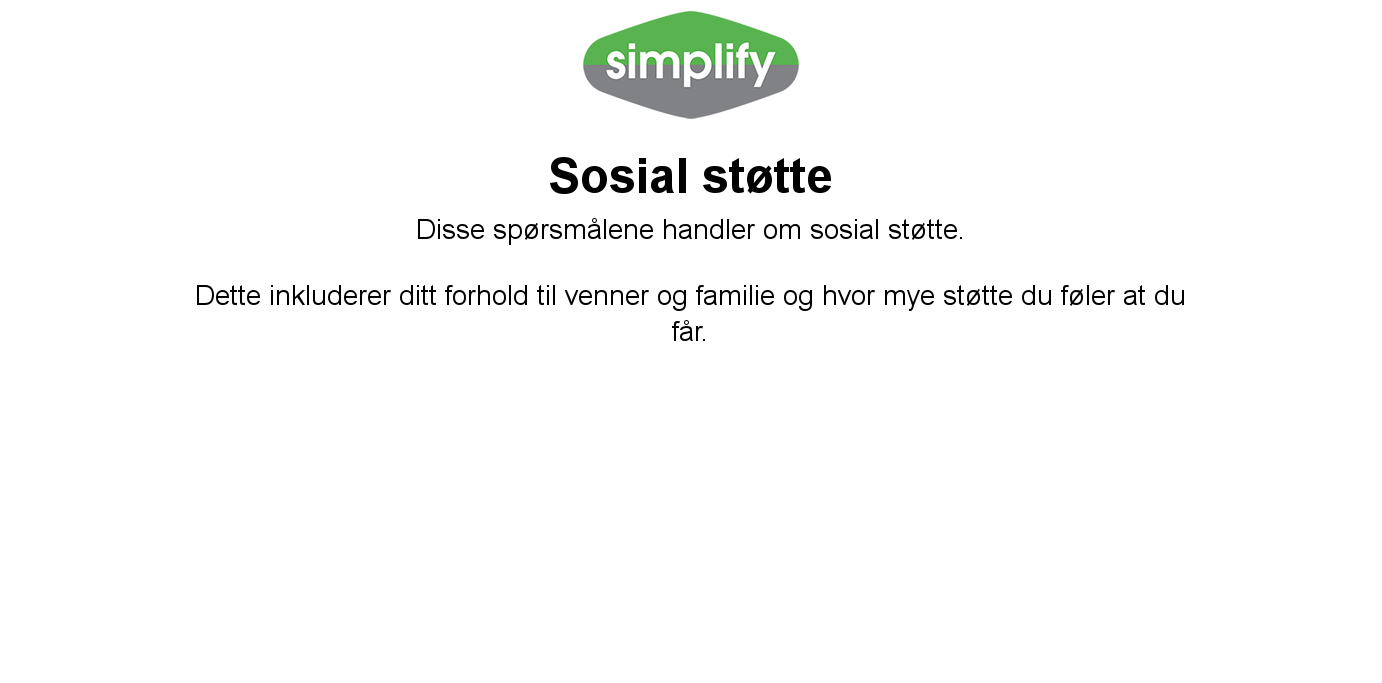 simplify
Sosial støtte
Disse spørsmålene handler om sosial støtte.
Dette inkluderer ditt forhold til venner og familie og hvor mye støtte du føler at du
får.